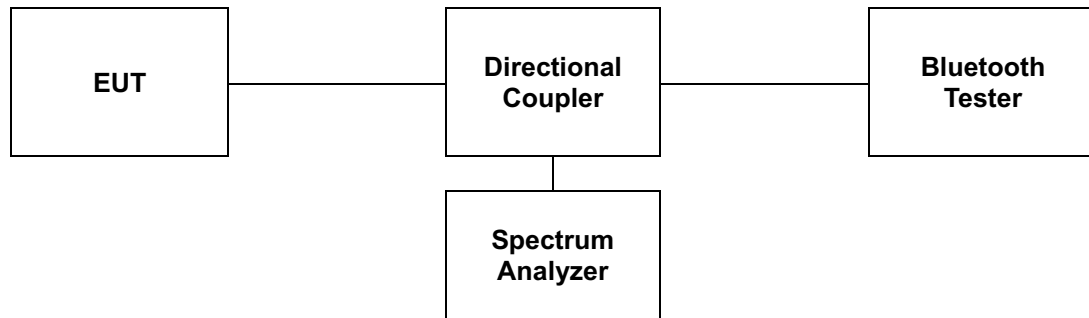 EUT
Directional
Coupler
Bluetooth
Tester
Spectrum
Analyzer